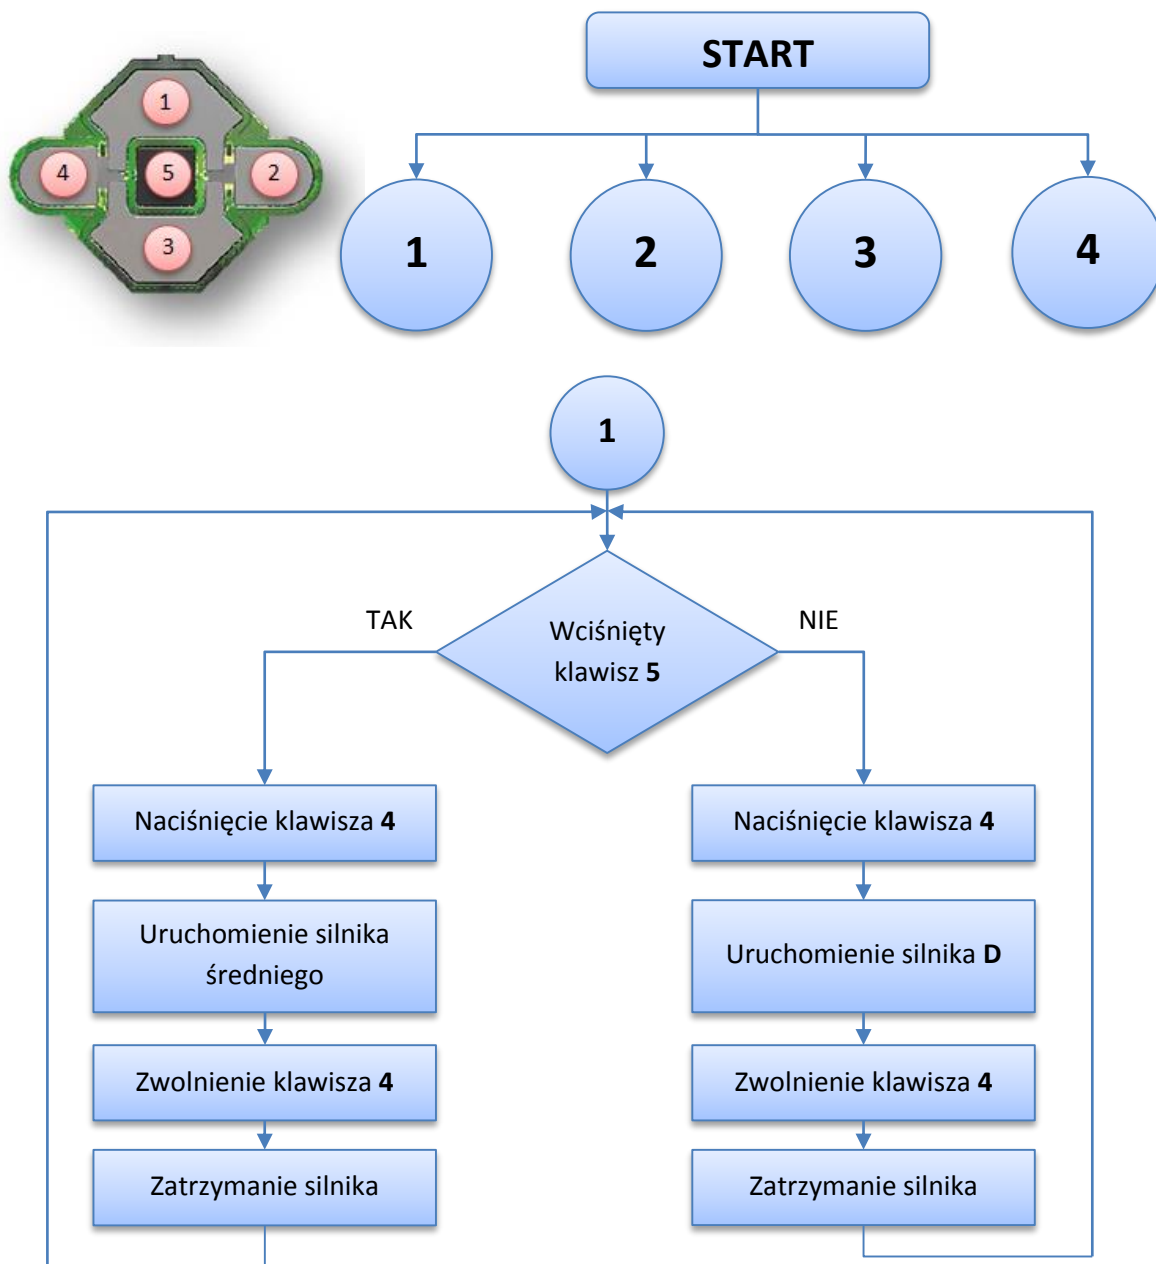 START
1
4
5
2
3
1
2
3
4
1
TAK
NIE
Wciśnięty
klawisz 5
Naciśnięcie klawisza 4
Naciśnięcie klawisza 4
Uruchomienie silnika
średniego
Uruchomienie silnika D
Zwolnienie klawisza 4
Zwolnienie klawisza 4
Zatrzymanie silnika
Zatrzymanie silnika